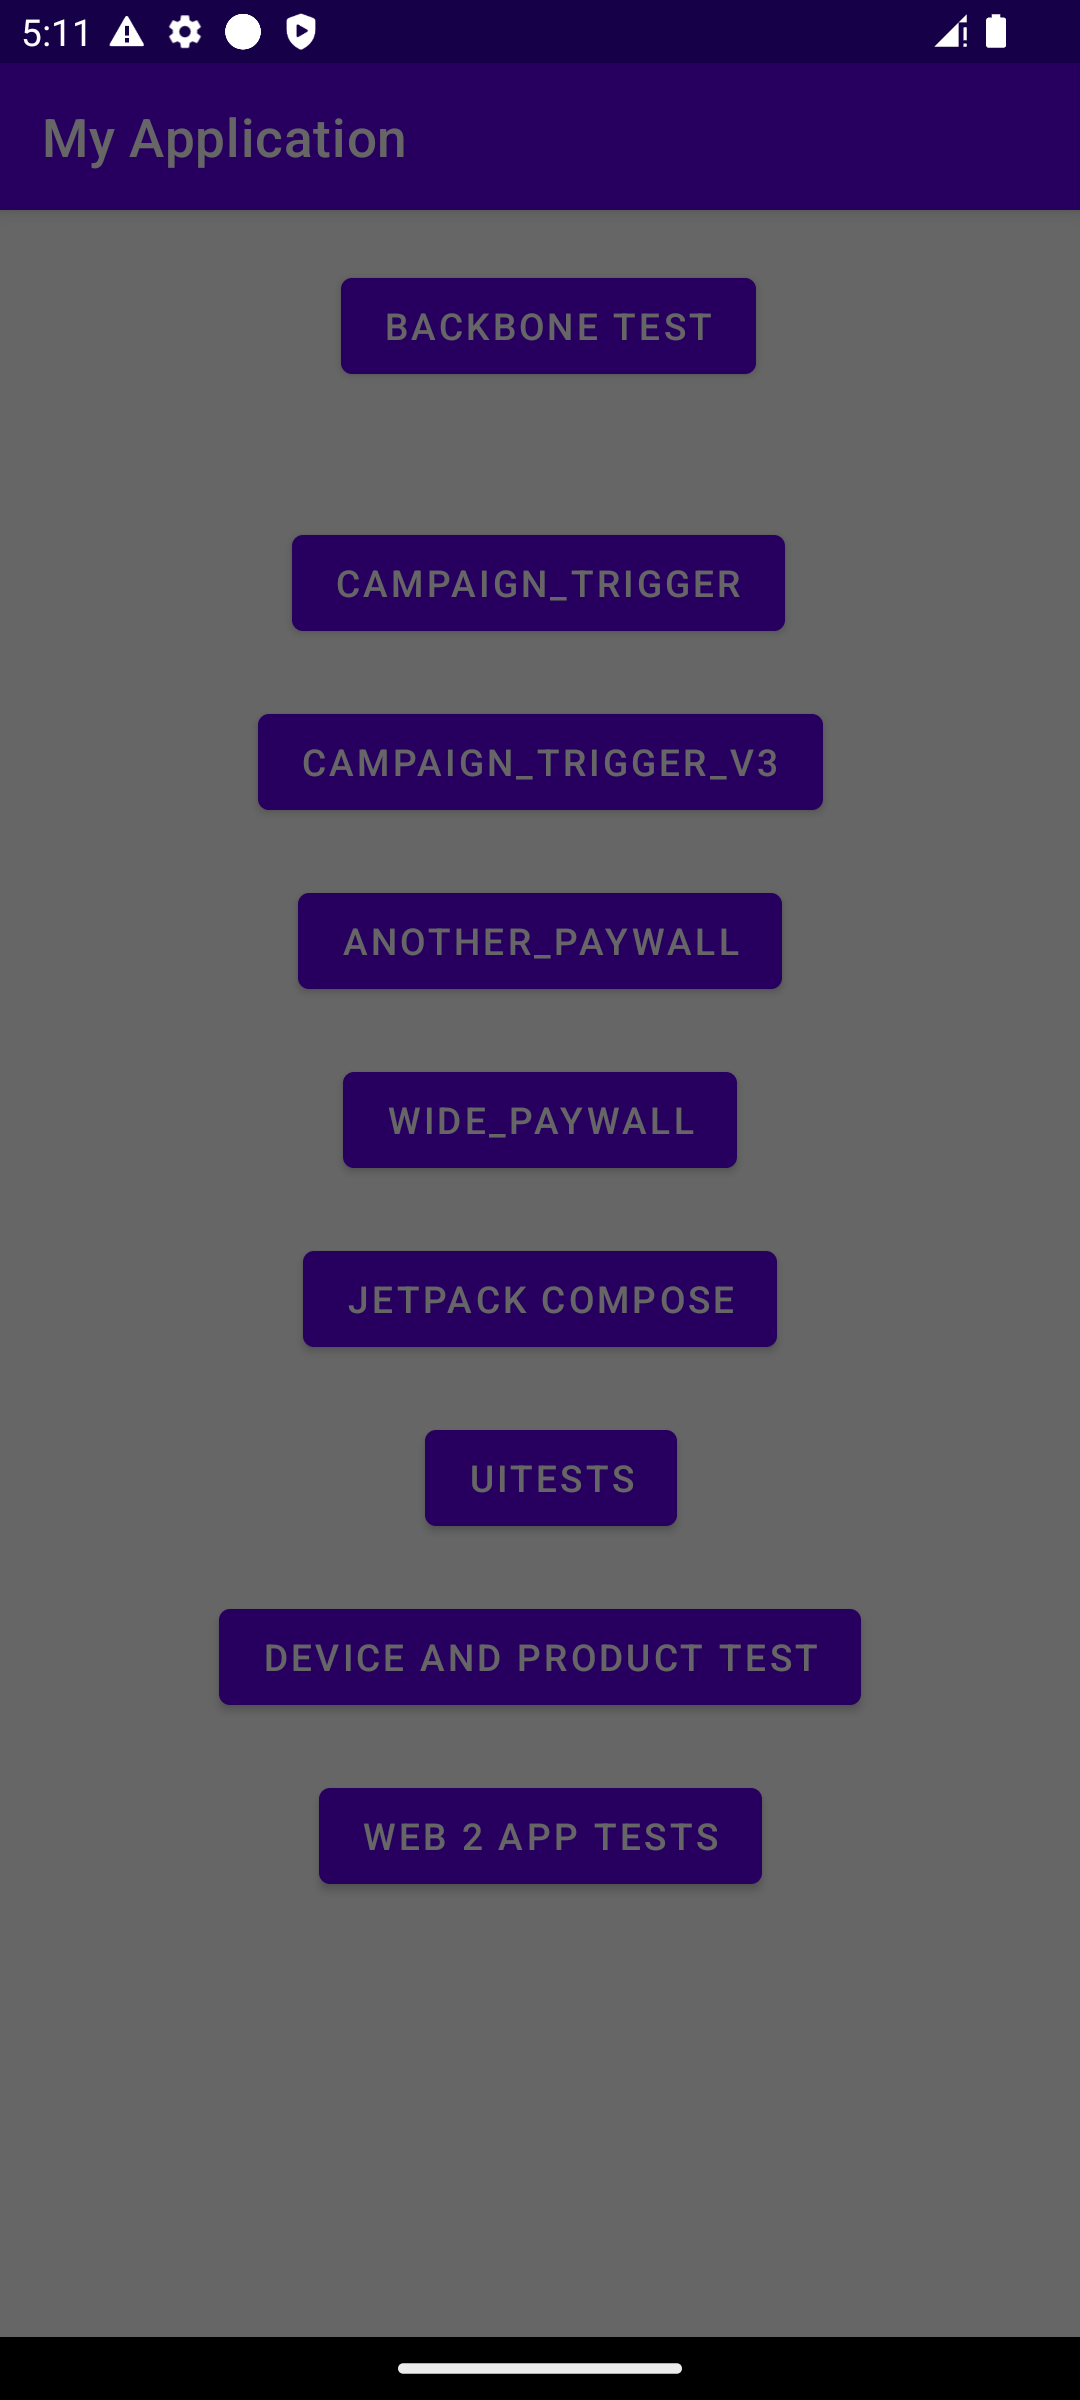 5:11
My Application
BACKBONE TEST
CAMPAIGN_TRIGGER
CAMPAIGN_TRIGGER_V3
ANOTHER_PAYWALL
WIDE_PAYWALL
JETPACK COMPOSE
UITESTS
DEVICE AND PRODUCT TEST
WEB 2 APP TESTS